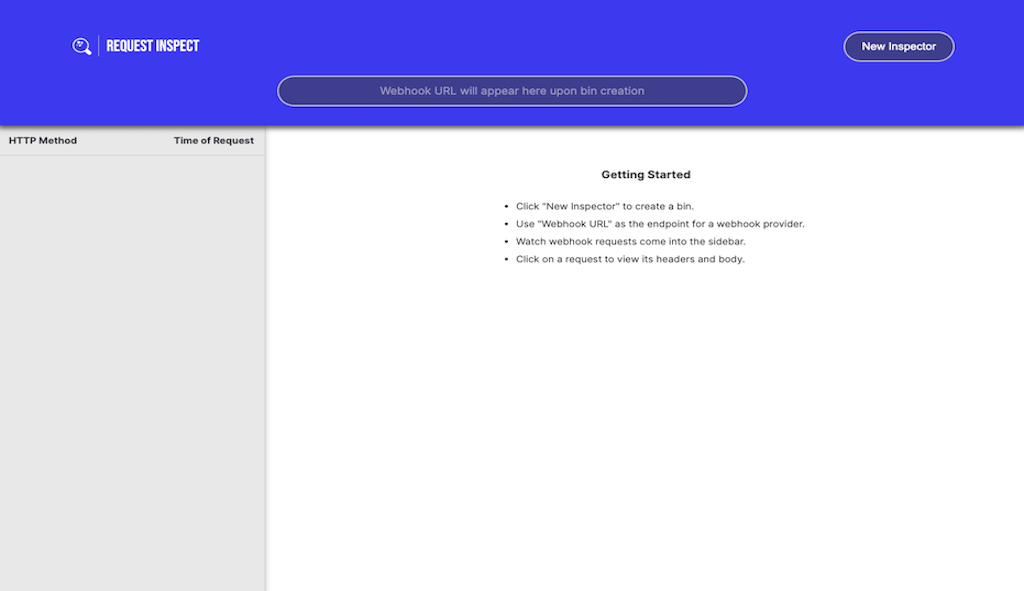 REQUEST INSPECT
New Inspector
Webhook URL will appear here upon bin creation
HTTP Method
Time of Request
Getting Started
• Click "New Inspector" to create a bin.
• Use "Webhook URL" as the endpoint for a webhook provider.
• Watch webhook requests come into the sidebar.
• Click on a request to view its headers and body.